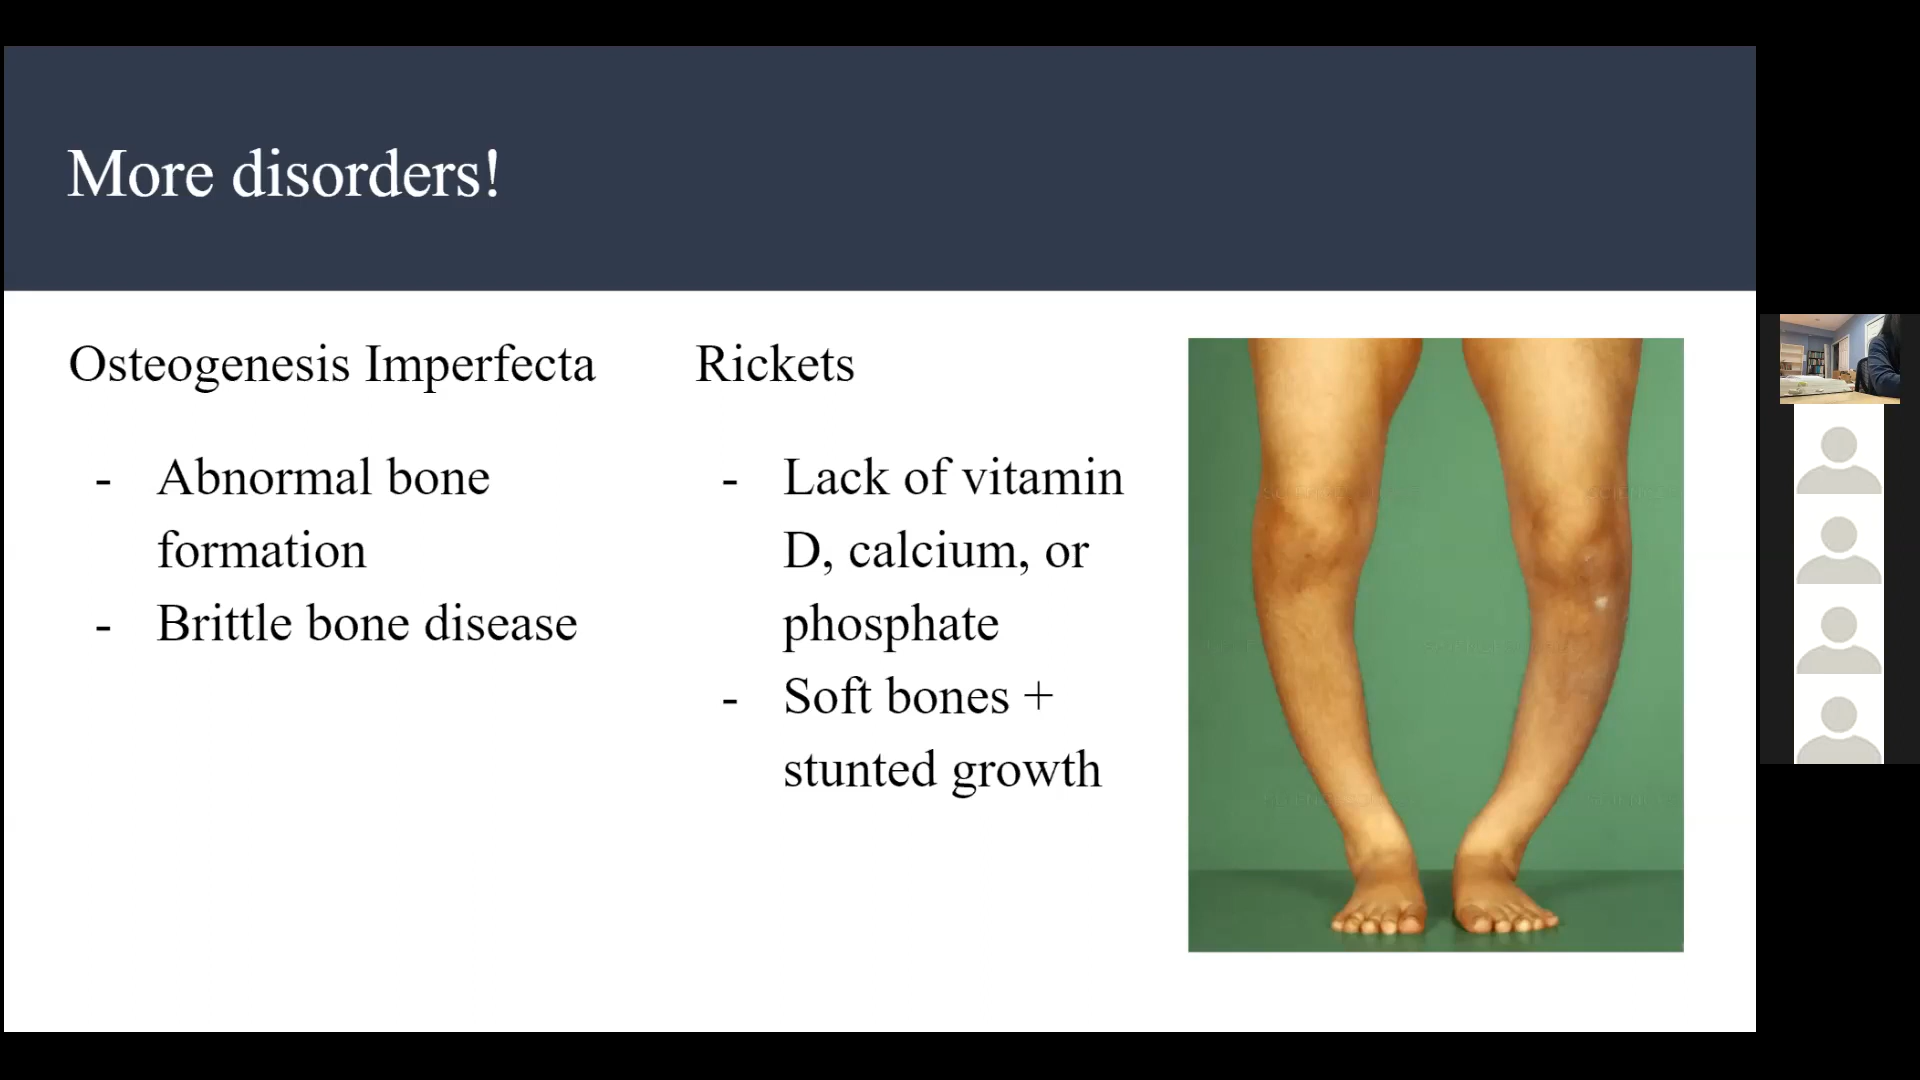 More disorders!
Osteogenesis Imperfecta
- Abnormal bone
formation
- Brittle bone disease
Rickets
- Lack of vitamin
D, calcium, or
phosphate
- Soft bones +
stunted growth